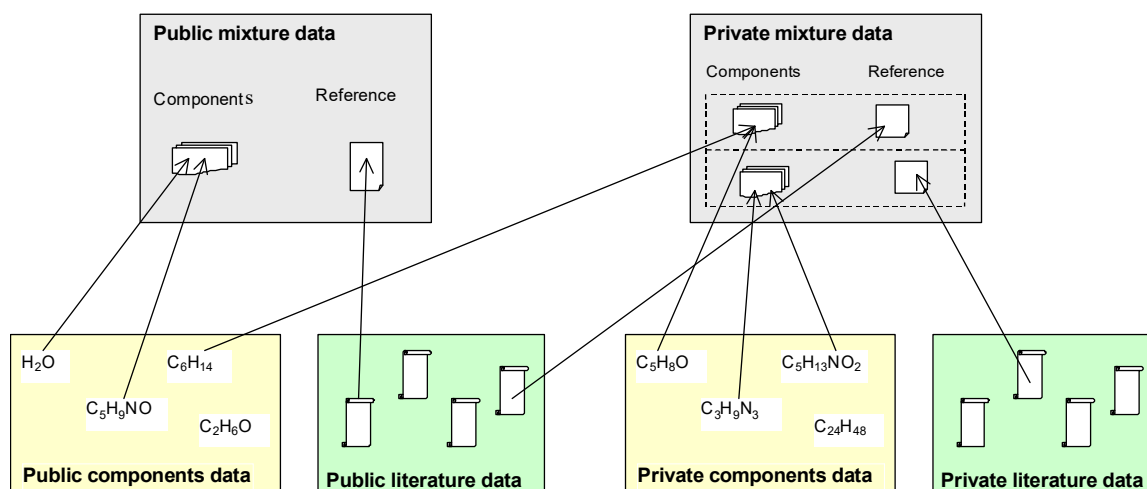 Public mixture data
Components
Reference
Private mixture data
Components
Reference
H₂O
C₆H₁₄
C₅H₉NO
C₂H₆O
Public components data
Public literature data
C₅H₈O
C₅H₁₃NO₂
C₃H₉N₃
C₂₄H₄₈
Private components data
Private literature data